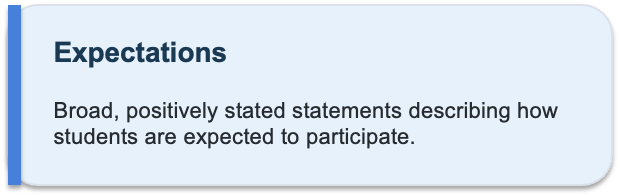 Expectations
Broad, positively stated statements describing how
students are expected to participate.